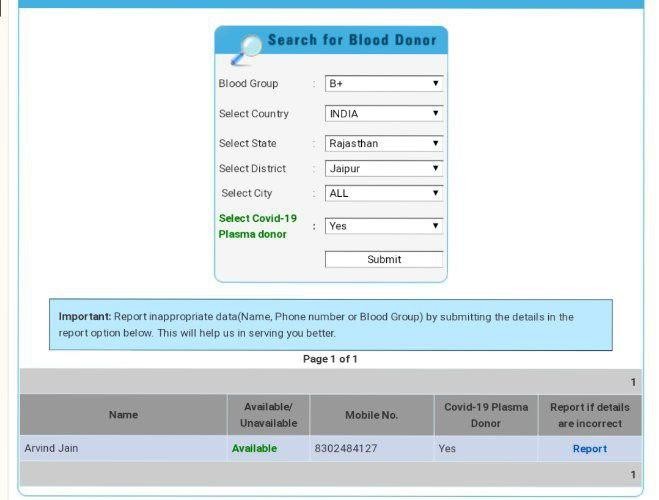 Search for Blood Donor
Blood Group : B+
Select Country INDIA
Select State : Rajasthan
Select District : Jaipur
Select City : ALL
Select Covid-19
Plasma donor : Yes
Submit
Important: Report inappropriate data(Name, Phone number or Blood Group) by submitting the details in the
report option below. This will help us in serving you better.
Page 1 of 1
1
Name Available/ Unavailable Mobile No. Covid-19 Plasma Donor Report if details are incorrect
Arvind Jain Available 8302484127 Yes Report
1